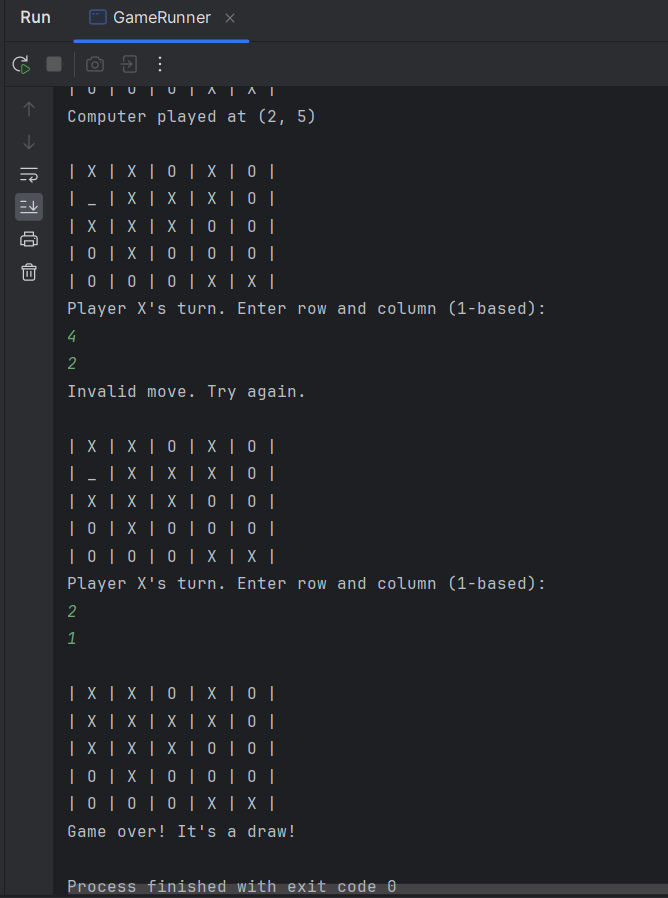 Run GameRunner
| O | O | O | X | X |
Computer played at (2, 5)
| X | X | O | X | O |
| _ | X | X | X | O |
| X | X | X | O | O |
| O | X | O | O | O |
| O | O | O | X | X |
Player X's turn. Enter row and column (1-based):
4
2
Invalid move. Try again.
| X | X | O | X | O |
| _ | X | X | X | O |
| X | X | X | O | O |
| O | X | O | O | O |
| O | O | O | X | X |
Player X's turn. Enter row and column (1-based):
2
1
| X | X | O | X | O |
| X | X | X | X | O |
| X | X | X | O | O |
| O | X | O | O | O |
| O | O | O | X | X |
Game over! It's a draw!
Process finished with exit code 0